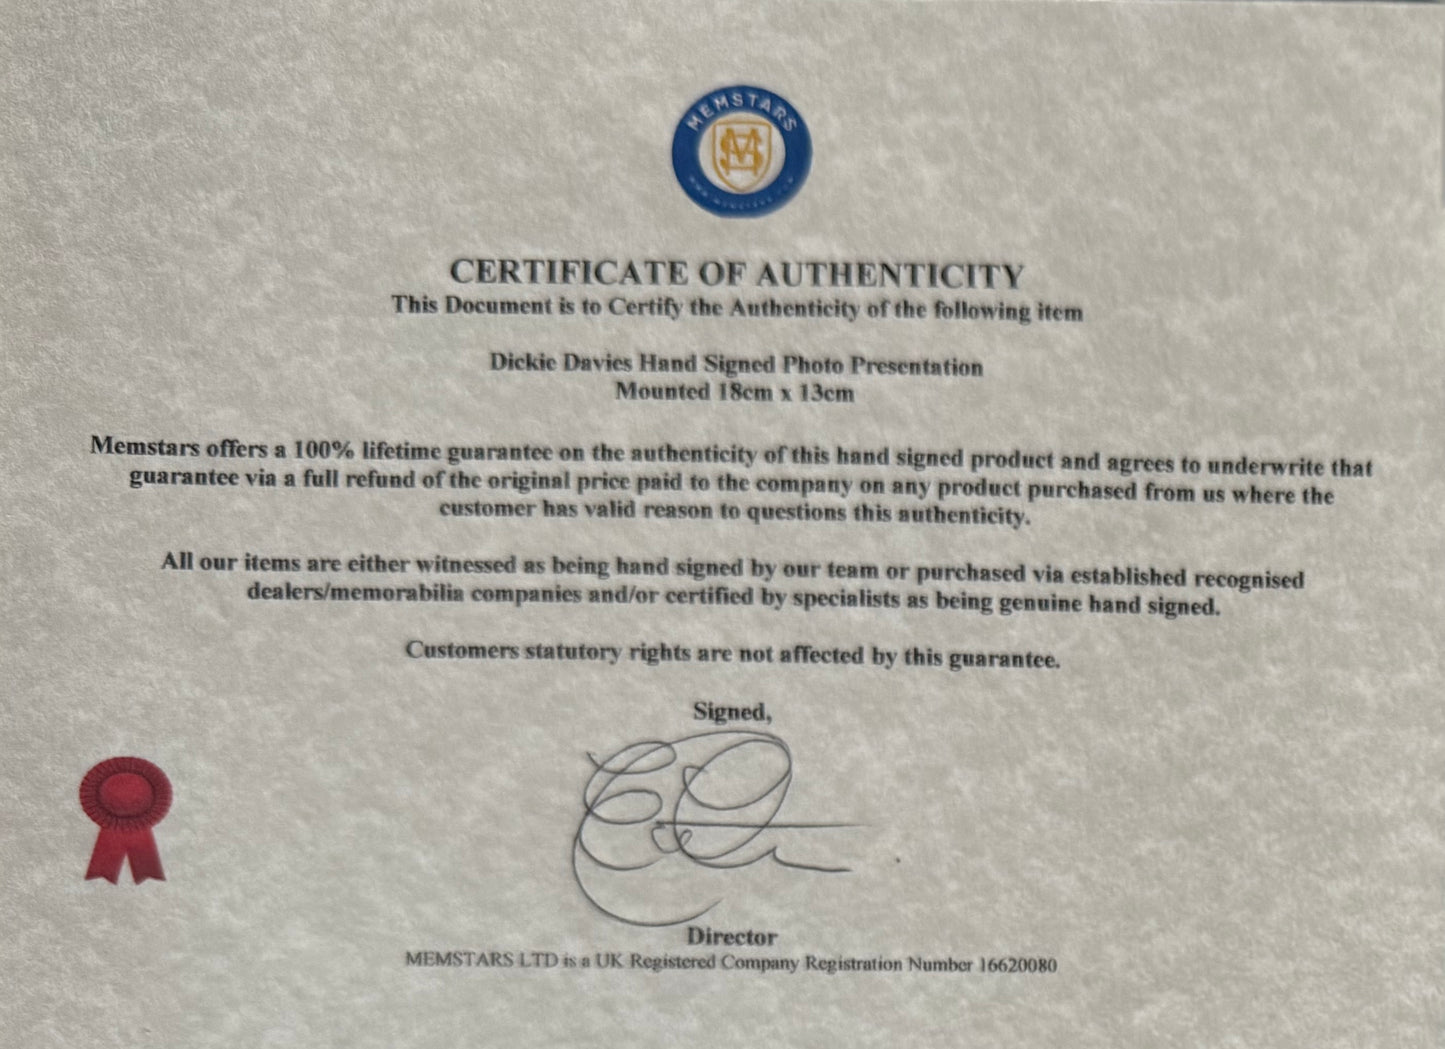 MEMSTARS
CERTIFICATE OF AUTHENTICITY
This Document is to Certify the Authenticity of the following item
Dickie Davies Hand Signed Photo Presentation
Mounted 18cm x 13cm
Memstars offers a 100% lifetime guarantee on the authenticity of this hand signed product and agrees to underwrite that
guarantee via a full refund of the original price paid to the company on any product purchased from us where the
customer has valid reason to questions this authenticity.
All our items are either witnessed as being hand signed by our team or purchased via established recognised
dealers/memorabilia companies and/or certified by specialists as being genuine hand signed.
Customers statutory rights are not affected by this guarantee.
Signed,
Director
MEMSTARS LTD is a UK Registered Company Registration Number 16620080